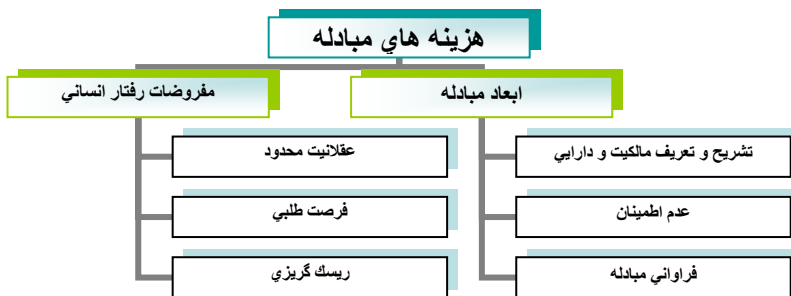 هزينه هاي مبادله
ابعاد مبادله
تشريح و تعريف مالكيت و دارايي
عدم اطمينان
فراواني مبادله
مفروضات رفتار انساني
عقلانيت محدود
فرصت طلبي
ريسك گريزي